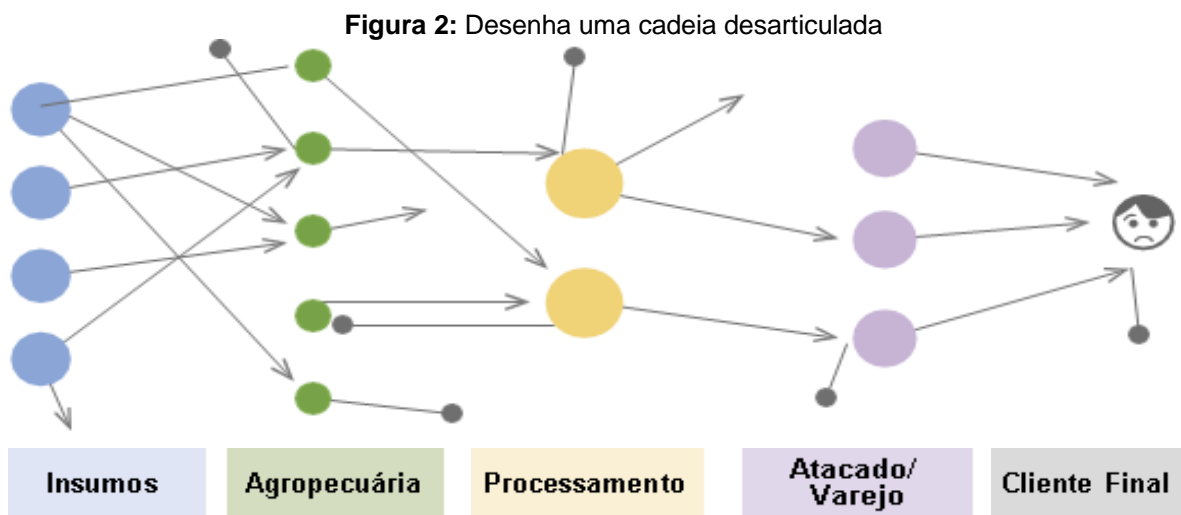 Figura 2: Desenha uma cadeia desarticulada
Insumos
Agropecuária
Processamento
Atacado/
Varejo
Cliente Final